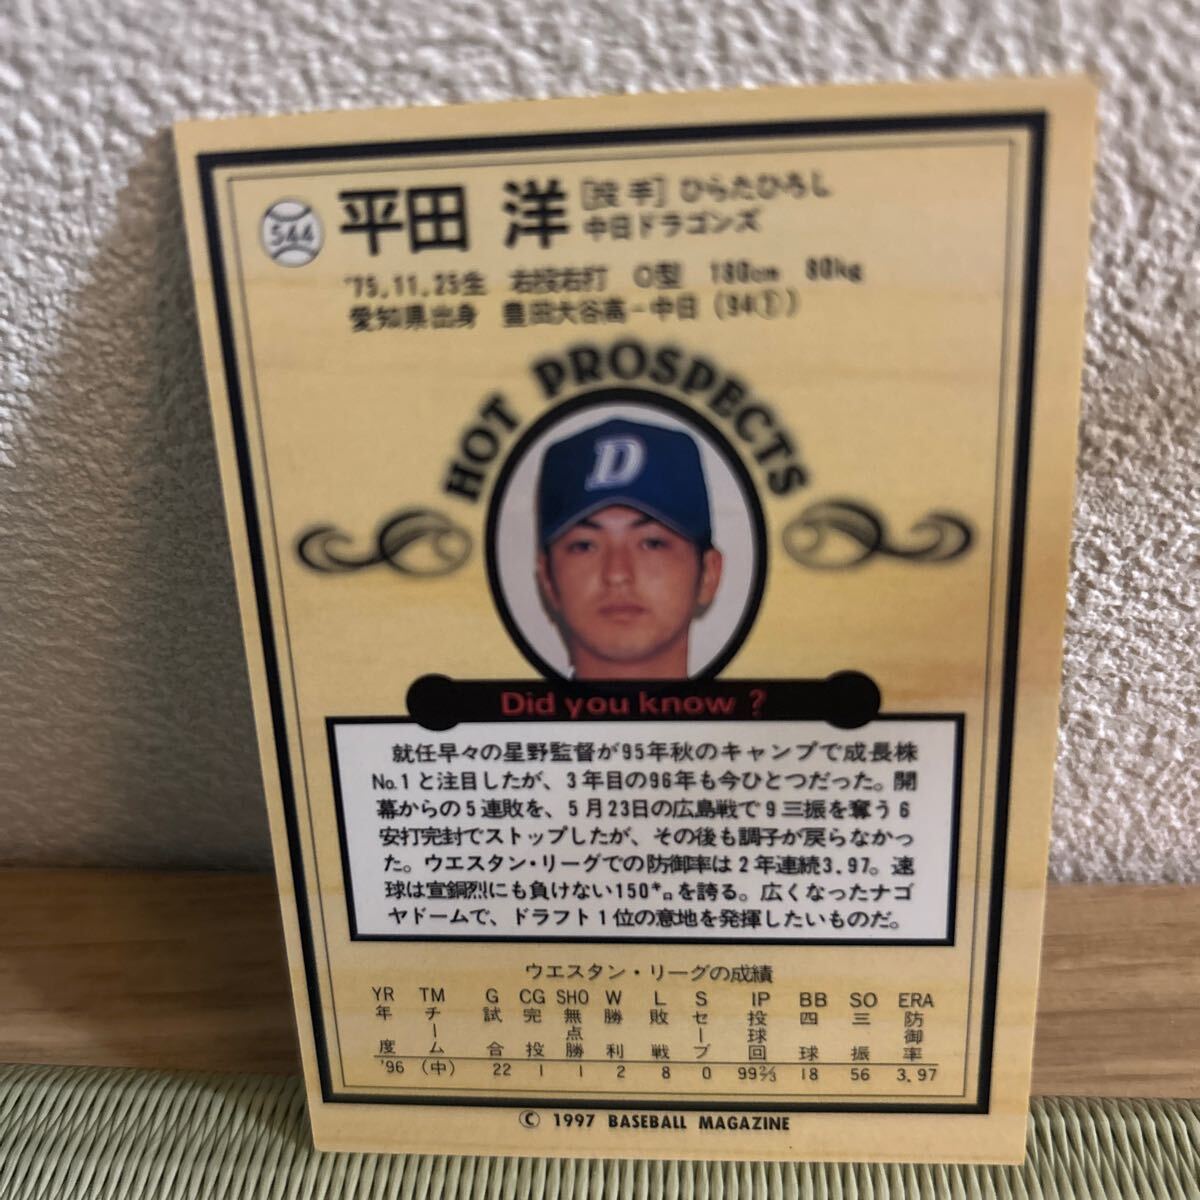 544
平田 洋 [投手] ひらたひろし
中日ドラゴンズ
'75.11.25生 右投右打 O型 180cm 80kg
愛知県出身 豊田大谷高－中日 (94①)
HOT PROSPECTS
D
Did you know ?
就任早々の星野監督が95年秋のキャンプで成長株
No.1と注目したが、3年目の96年も今ひとつだった。開
幕からの5連敗を、5月23日の広島戦で9三振を奪う6
安打完封でストップしたが、その後も調子が戻らなかっ
た。ウエスタン・リーグでの防御率は2年連続3.97。速
球は宣銅烈にも負けない150㌔を誇る。広くなったナゴ
ヤドームで、ドラフト1位の意地を発揮したいものだ。
ウエスタン・リーグの成績
YR TM G CG SHO W L S IP BB SO ERA
年度 チーム 試合 完投 無点勝 勝利 敗戦 セーブ 投球回 四球 三振 防御率
'96 (中) 22 1 1 2 8 0 99⅔ 18 56 3.97
© 1997 BASEBALL MAGAZINE